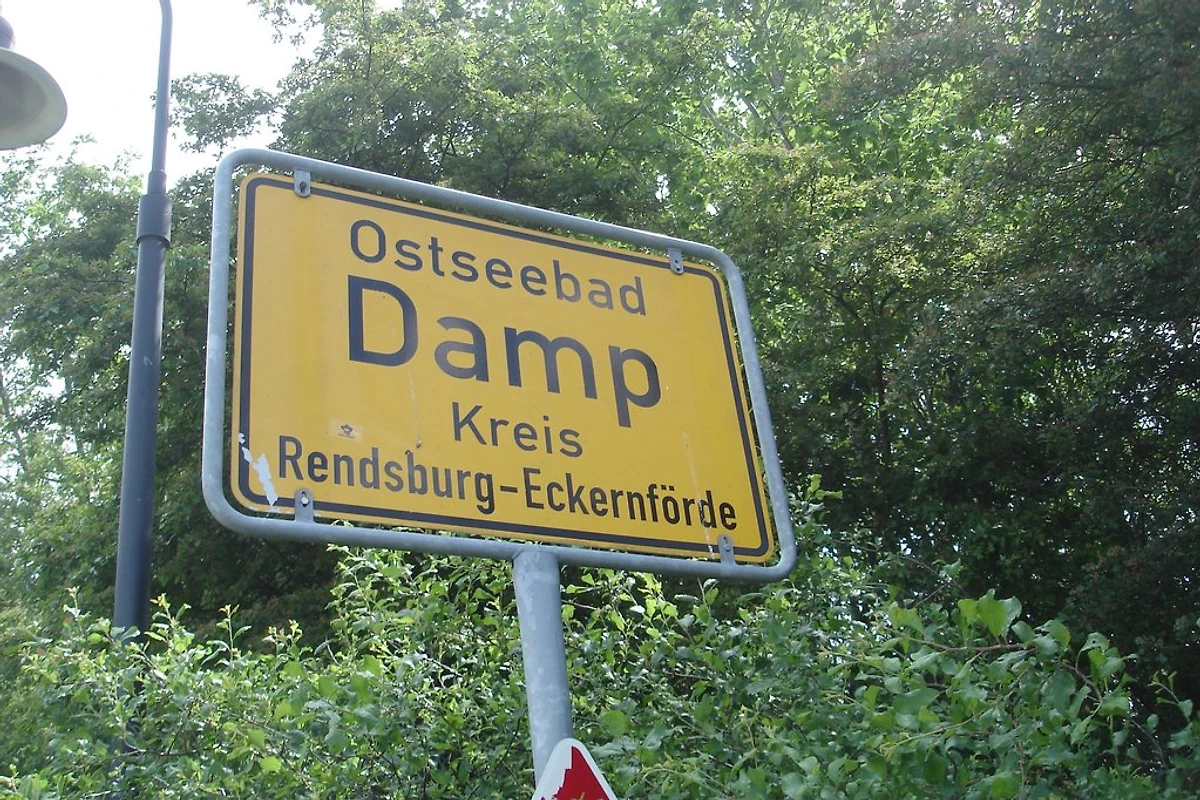 Ostseebad
Damp
Kreis
Rendsburg-Eckernförde